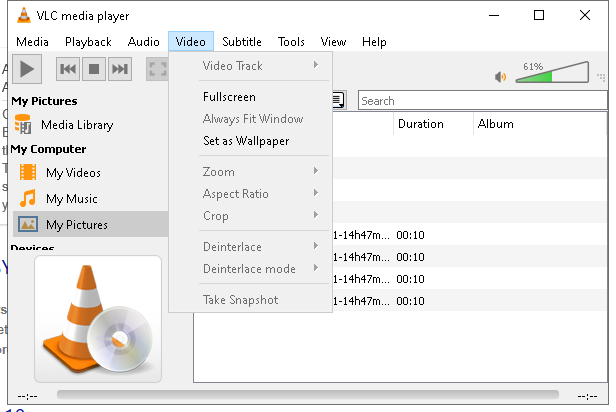 VLC media player
Media Playback Audio Video Subtitle Tools View Help
61%
Video Track
Fullscreen
Always Fit Window
Set as Wallpaper
Zoom
Aspect Ratio
Crop
Deinterlace
Deinterlace mode
Take Snapshot
My Pictures
Media Library
My Computer
My Videos
My Music
My Pictures
Devices
Search
Duration Album
1-14h47m... 00:10
1-14h47m... 00:10
1-14h47m... 00:10
1-14h47m... 00:10
--:-- --:--